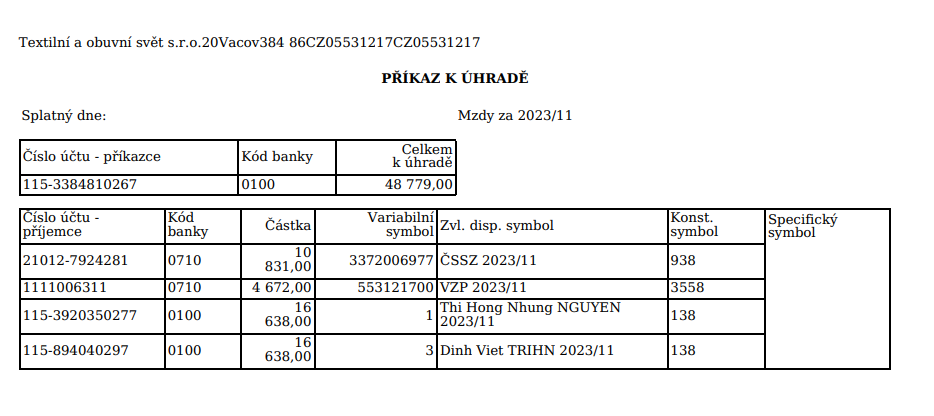 Textilní a obuvní svět s.r.o.20Vacov384 86CZ05531217CZ05531217
PŘÍKAZ K ÚHRADĚ
Splatný dne: Mzdy za 2023/11
Číslo účtu - příkazce Kód banky Celkem
k úhradě
115-3384810267 0100 48 779,00
Číslo účtu -
příjemce
Kód
banky
Částka
Variabilní
symbol
Zvl. disp. symbol
Konst.
symbol
Specifický
symbol
21012-7924281 0710 10
831,00 3372006977 ČSSZ 2023/11 938
1111006311 0710 4 672,00 553121700 VZP 2023/11 3558
115-3920350277 0100 16
638,00 1 Thi Hong Nhung NGUYEN
2023/11 138
115-894040297 0100 16
638,00 3 Dinh Viet TRIHN 2023/11 138